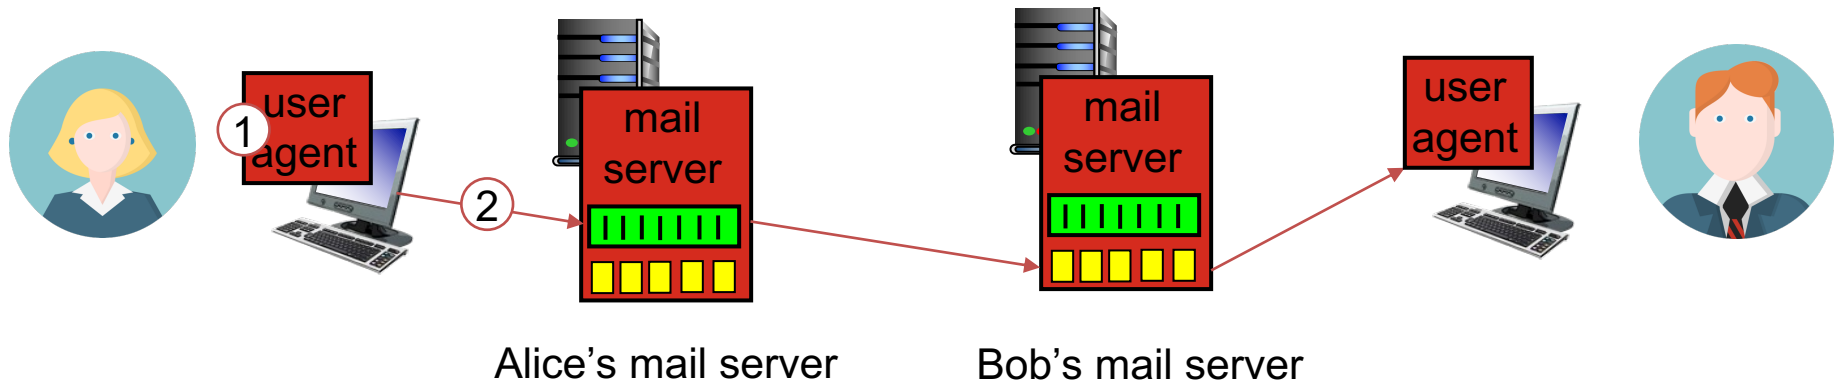 user
agent
1
2
mail
server
mail
server
user
agent
Alice's mail server
Bob's mail server